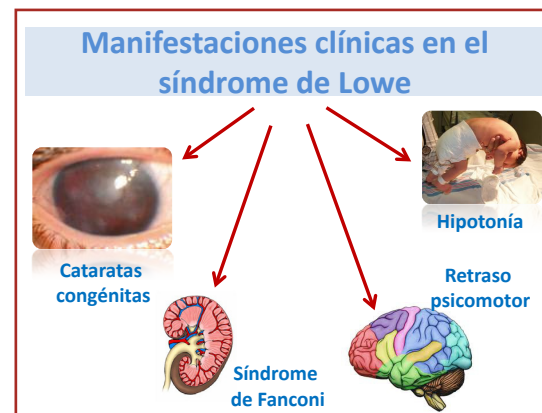 Manifestaciones clínicas en el
síndrome de Lowe
Cataratas
congénitas
Síndrome
de Fanconi
Retraso
psicomotor
Hipotonía